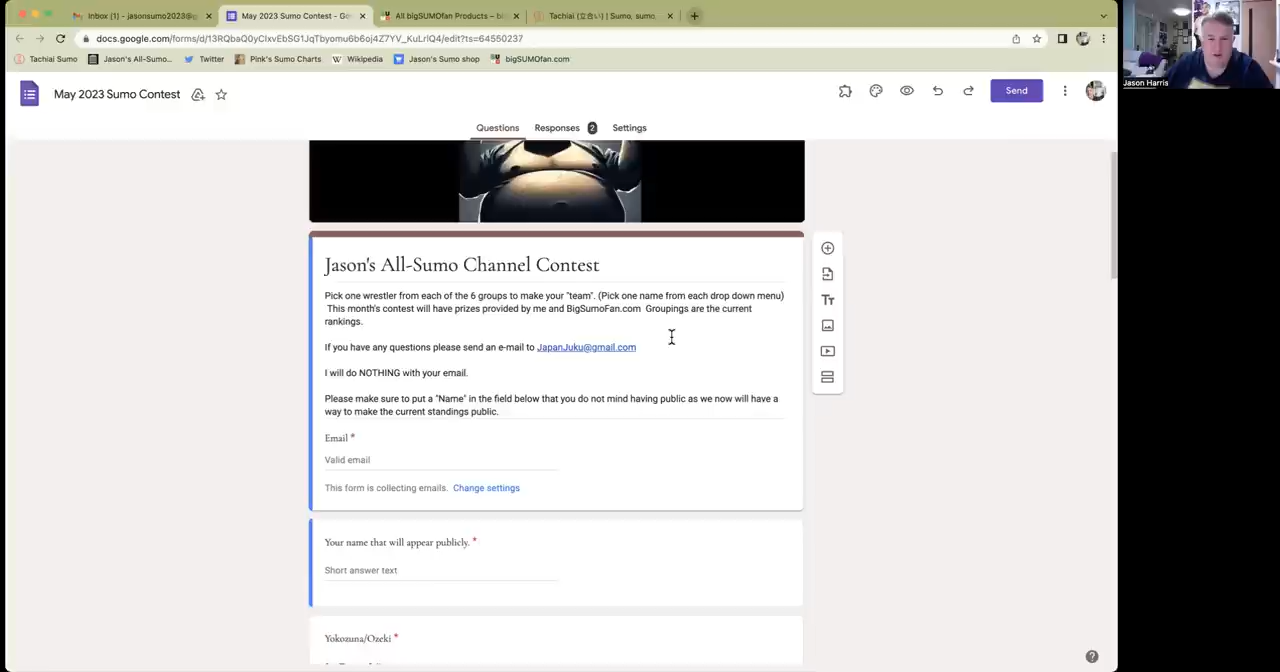 Inbox (1) - jasonsumo2023@g
May 2023 Sumo Contest - Go
All bigSUMOfan Products – bi
Tachiai (立合い) | Sumo, sumo,
docs.google.com/forms/d/13RQbaQ0yClxvEbSG1JqTbyomu6b6oj4Z7YV_KuLrlQ4/edit?ts=64550237
Tachiai Sumo
Jason's All-Sumo...
Twitter
Pink's Sumo Charts
Wikipedia
Jason's Sumo shop
bigSUMOfan.com
Jason Harris
May 2023 Sumo Contest
Send
Questions
Responses 2
Settings
Jason's All-Sumo Channel Contest
Pick one wrestler from each of the 6 groups to make your "team". (Pick one name from each drop down menu)
This month's contest will have prizes provided by me and BigSumoFan.com Groupings are the current
rankings.
If you have any questions please send an e-mail to JapanJuku@gmail.com
I will do NOTHING with your email.
Please make sure to put a "Name" in the field below that you do not mind having public as we now will have a
way to make the current standings public.
Email *
Valid email
This form is collecting emails. Change settings
Your name that will appear publicly. *
Short answer text
Yokozuna/Ozeki *